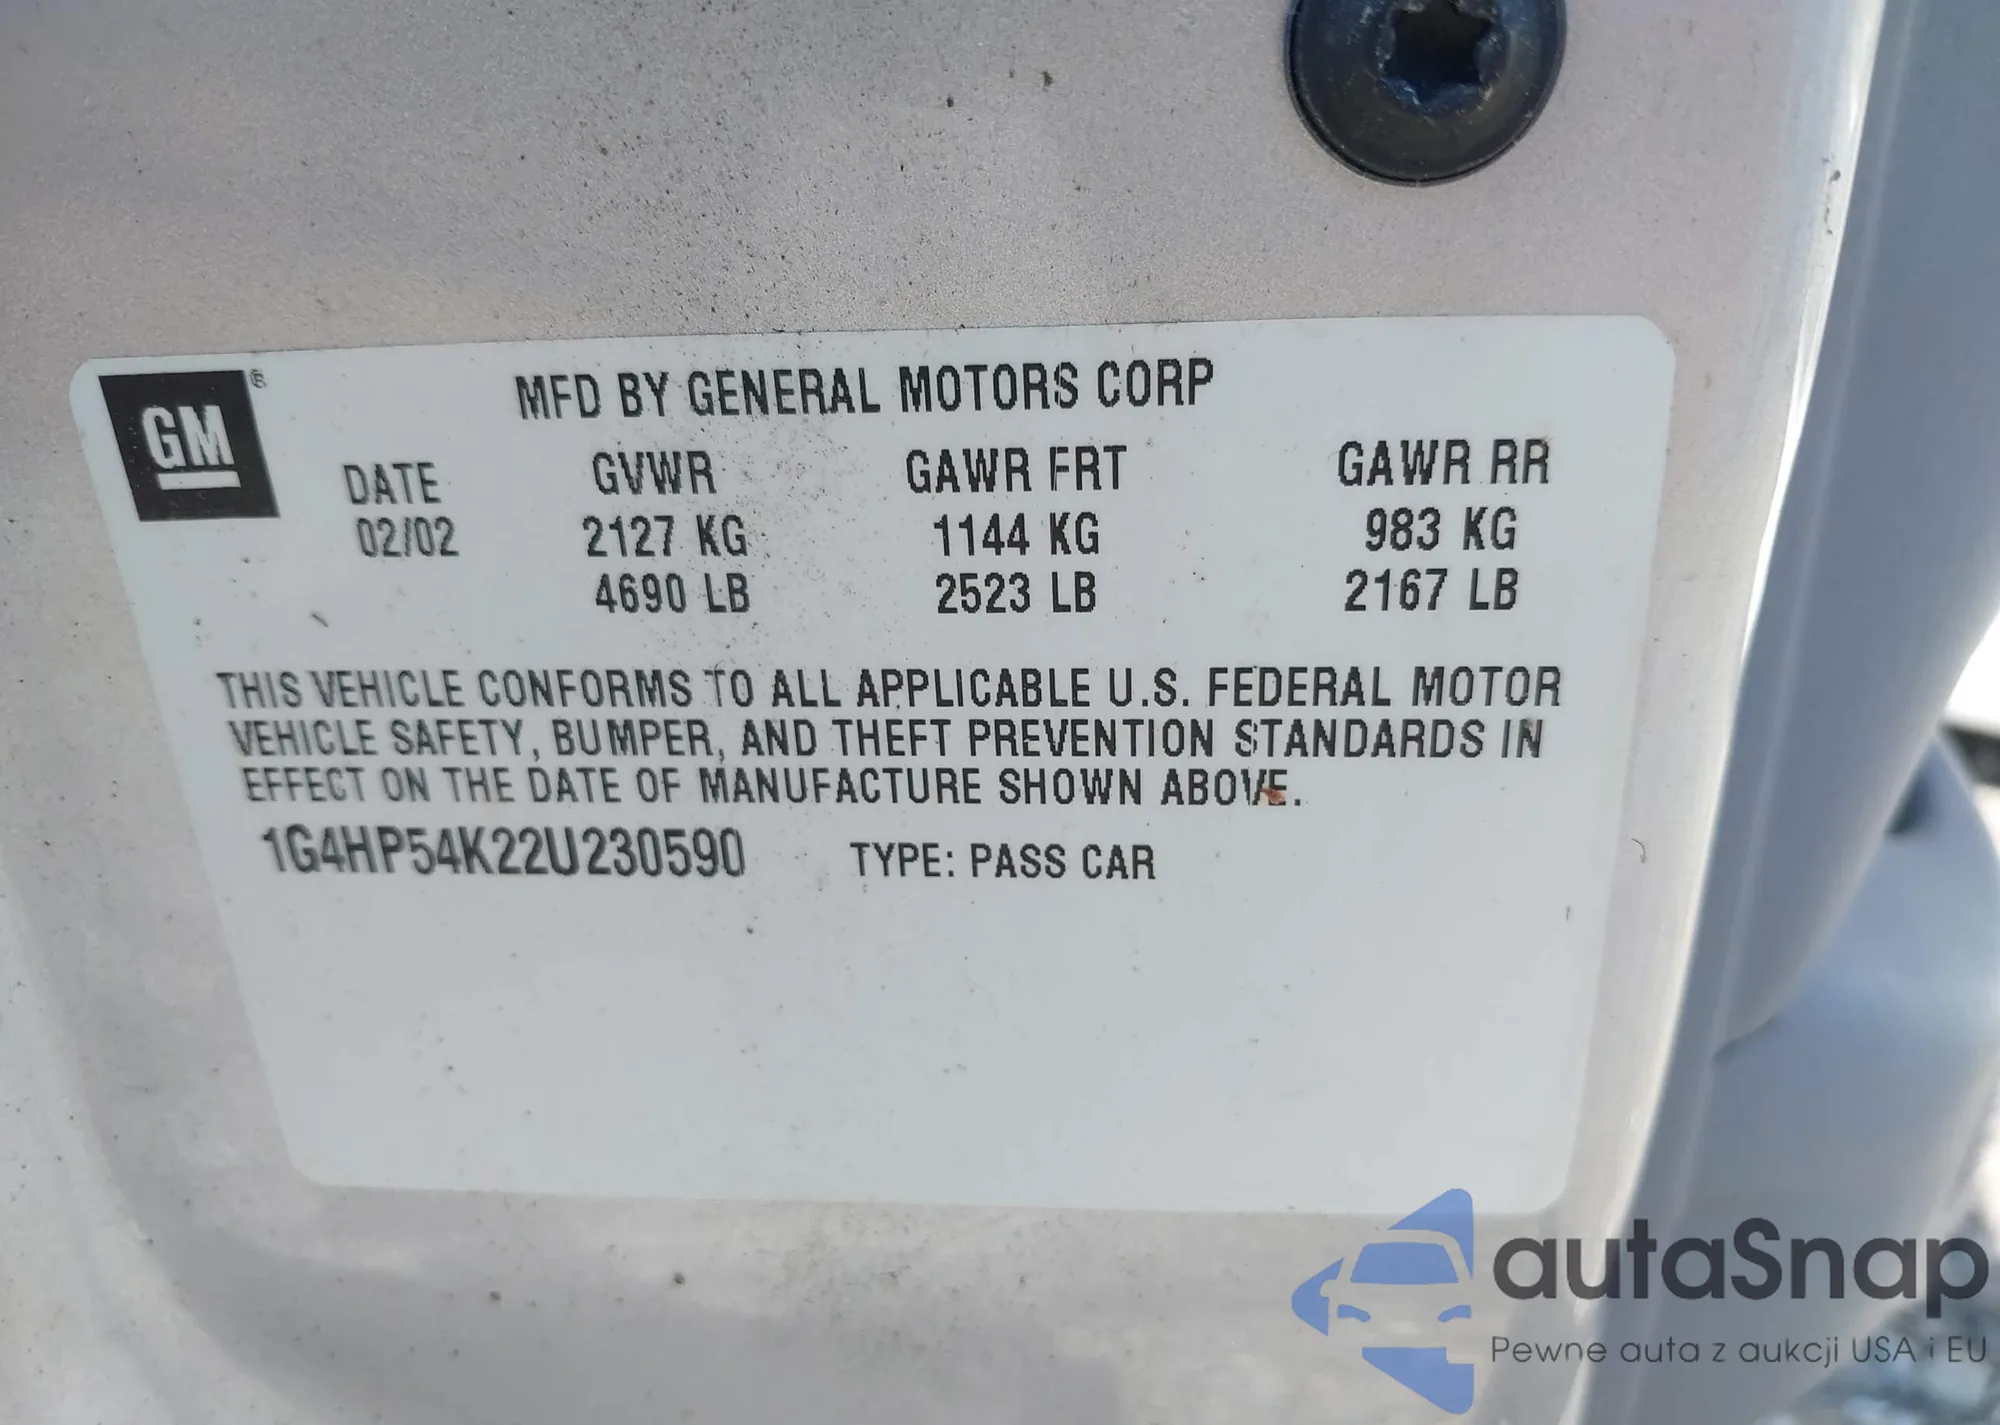 GM ®
MFD BY GENERAL MOTORS CORP
DATE GVWR GAWR FRT GAWR RR
02/02 2127 KG 1144 KG 983 KG
4690 LB 2523 LB 2167 LB
THIS VEHICLE CONFORMS TO ALL APPLICABLE U.S. FEDERAL MOTOR
VEHICLE SAFETY, BUMPER, AND THEFT PREVENTION STANDARDS IN
EFFECT ON THE DATE OF MANUFACTURE SHOWN ABOVE.
1G4HP54K22U230590 TYPE: PASS CAR
autaSnap
Pewne auta z aukcji USA i EU